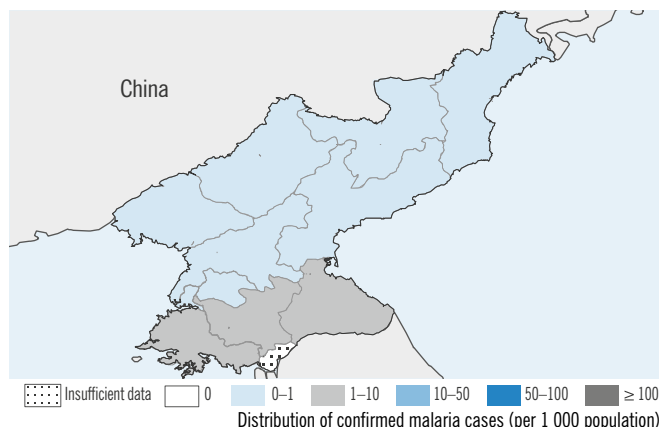 China
Insufficient data 0 0–1 1–10 10–50 50–100 ≥ 100
Distribution of confirmed malaria cases (per 1 000 population)